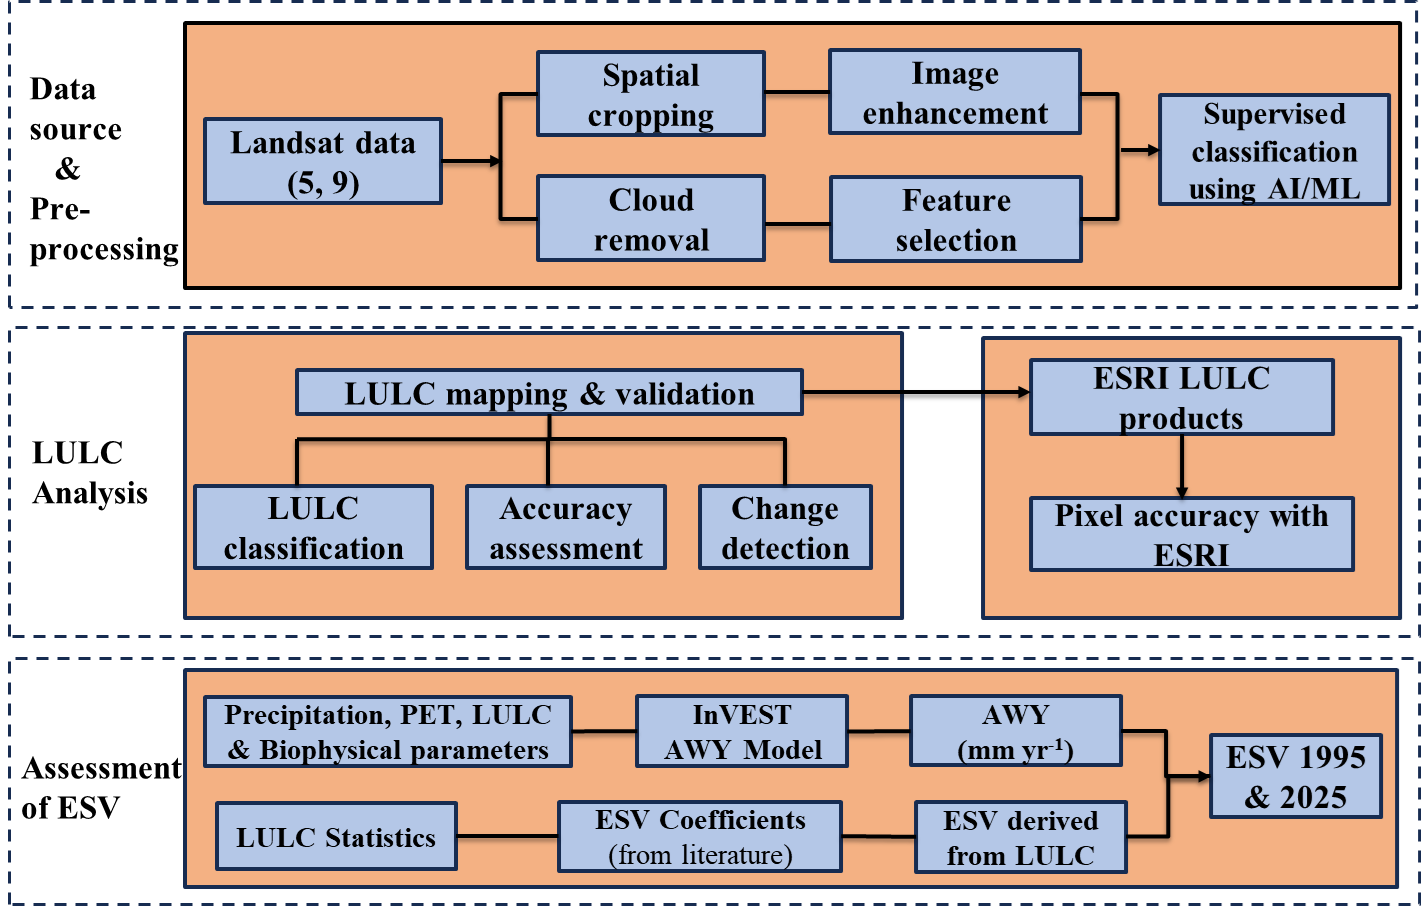 Data
source
&
Pre-
processing
Landsat data
(5, 9)
Spatial
cropping
Image
enhancement
Cloud
removal
Feature
selection
Supervised
classification
using AI/ML
LULC
Analysis
LULC mapping & validation
LULC
classification
Accuracy
assessment
Change
detection
ESRI LULC
products
Pixel accuracy with
ESRI
Assessment
of ESV
Precipitation, PET, LULC
& Biophysical parameters
InVEST
AWY Model
AWY
(mm yr⁻¹)
LULC Statistics
ESV Coefficients
(from literature)
ESV derived
from LULC
ESV 1995
& 2025